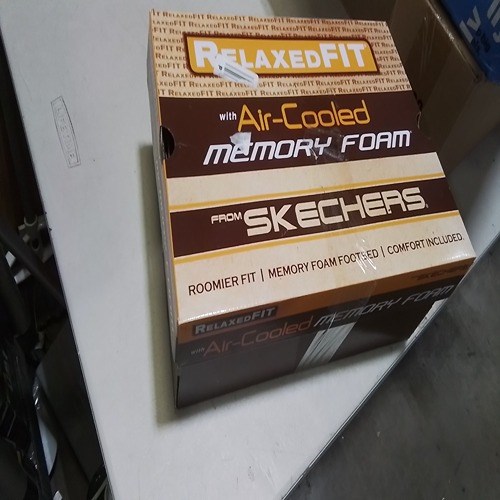 RELAXEDFIT
with Air-Cooled
MEMORY FOAM
FROM SKECHERS
ROOMIER FIT | MEMORY FOAM FOOTBED | COMFORT INCLUDED.
RELAXEDFIT
SKECHERS
with Air-Cooled MEMORY FOAM